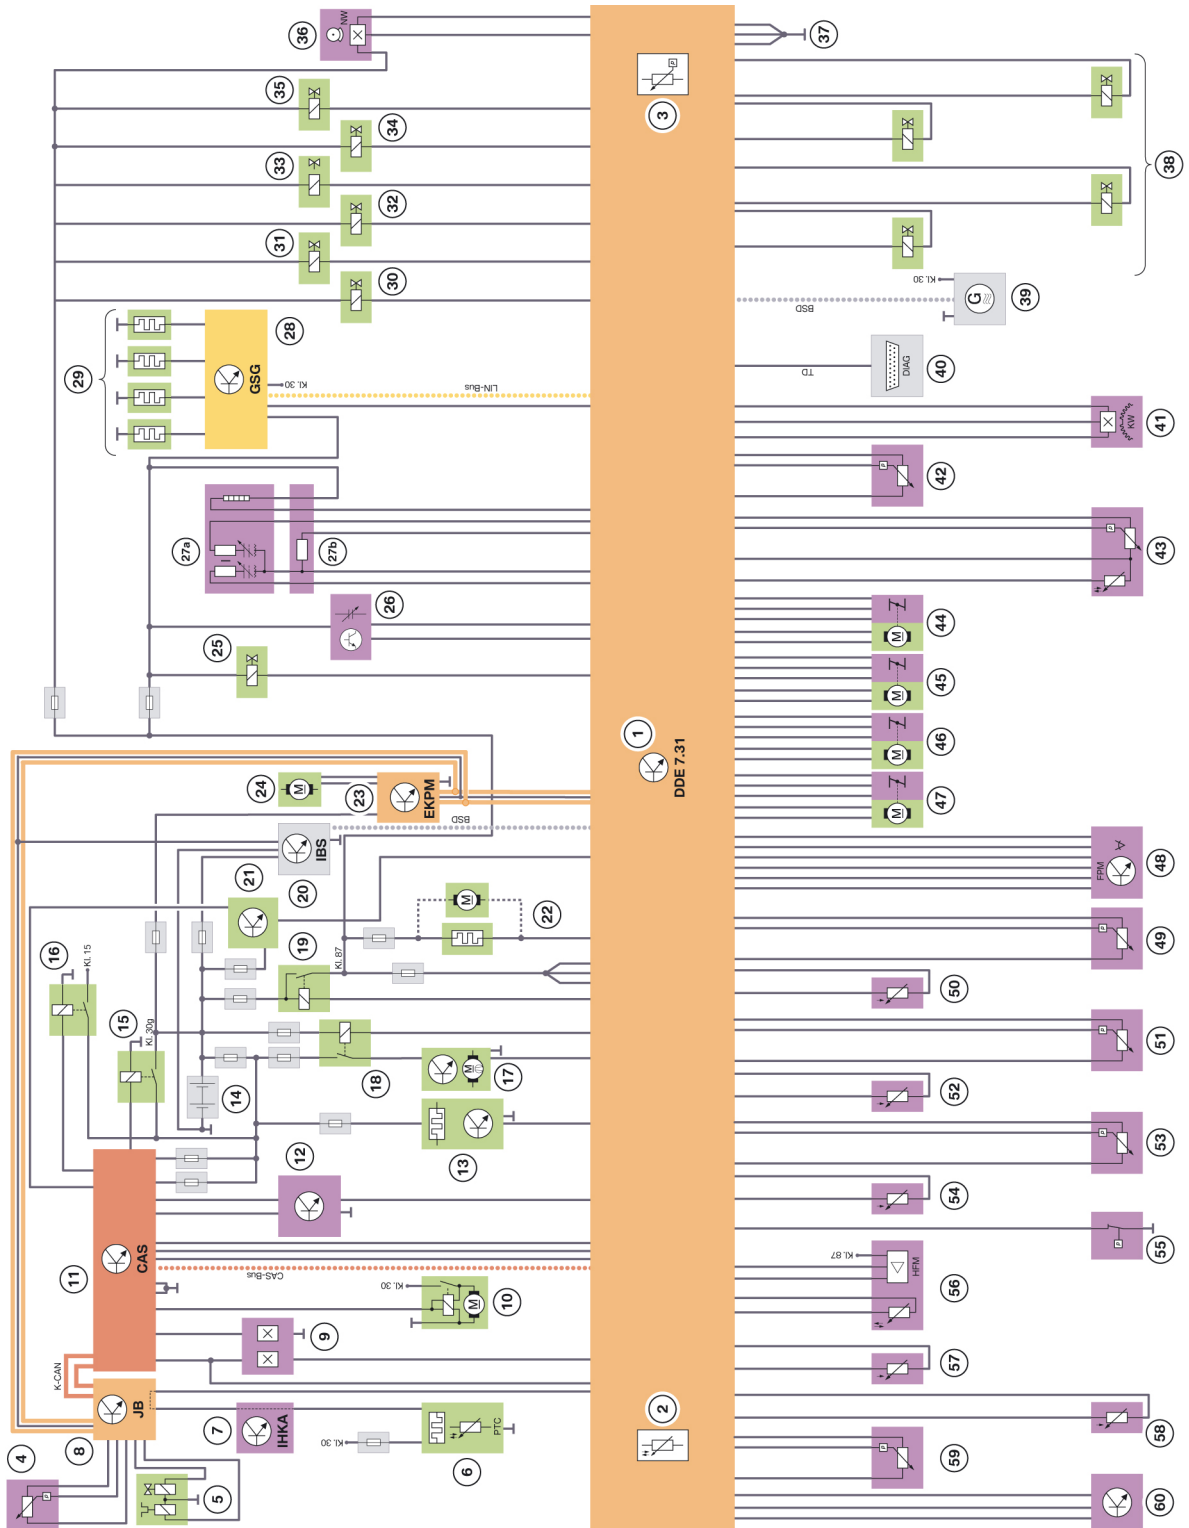 36
NW
37
35
3
34
33
38
32
31
30
Kl. 30
G
39
BSD
29
28
GSG
Kl. 30
LIN-Bus
TD
DIAG
40
KW
41
P
42
27a
27b
P
43
26
44
M
25
45
M
1
DDE 7.31
46
M
24
M
23
EKPM
47
M
BSD
FPM
48
IBS
20
21
M
22
P
49
16
Kl. 15
19
Kl. 87
50
15
Kl. 30g
P
51
18
M
17
14
52
13
12
P
53
54
11
CAS
CAS-Bus
P
55
Kl. 87
HFM
56
Kl. 30
M
10
9
K-CAN
57
JB
8
7
IHKA
2
58
4
P
Kl. 30
PTC
6
P
59
5
60
P